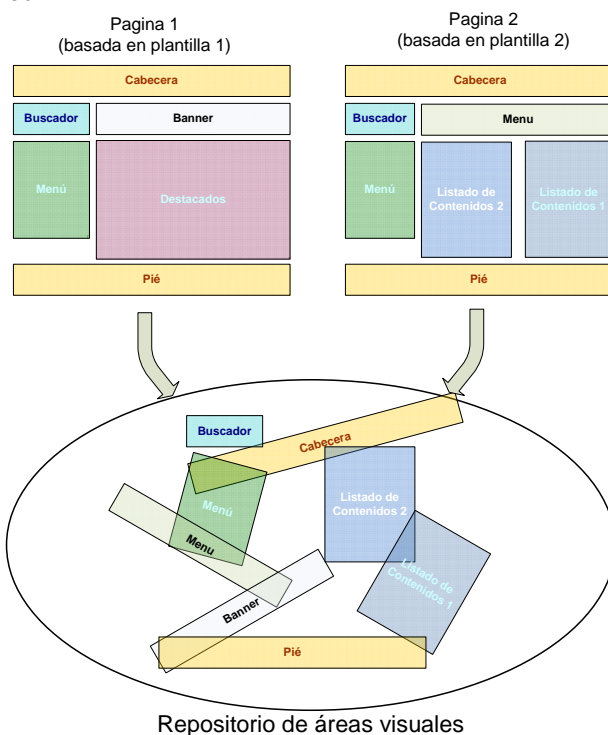 Pagina 1
(basada en plantilla 1)
Cabecera
Buscador
Banner
Menú
Destacados
Pié
Pagina 2
(basada en plantilla 2)
Cabecera
Buscador
Menu
Menú
Listado de
Contenidos 2
Listado de
Contenidos 1
Pié
Buscador
Cabecera
Menú
Listado de
Contenidos 2
Menu
Listado de
Contenidos 1
Banner
Pié
Repositorio de áreas visuales